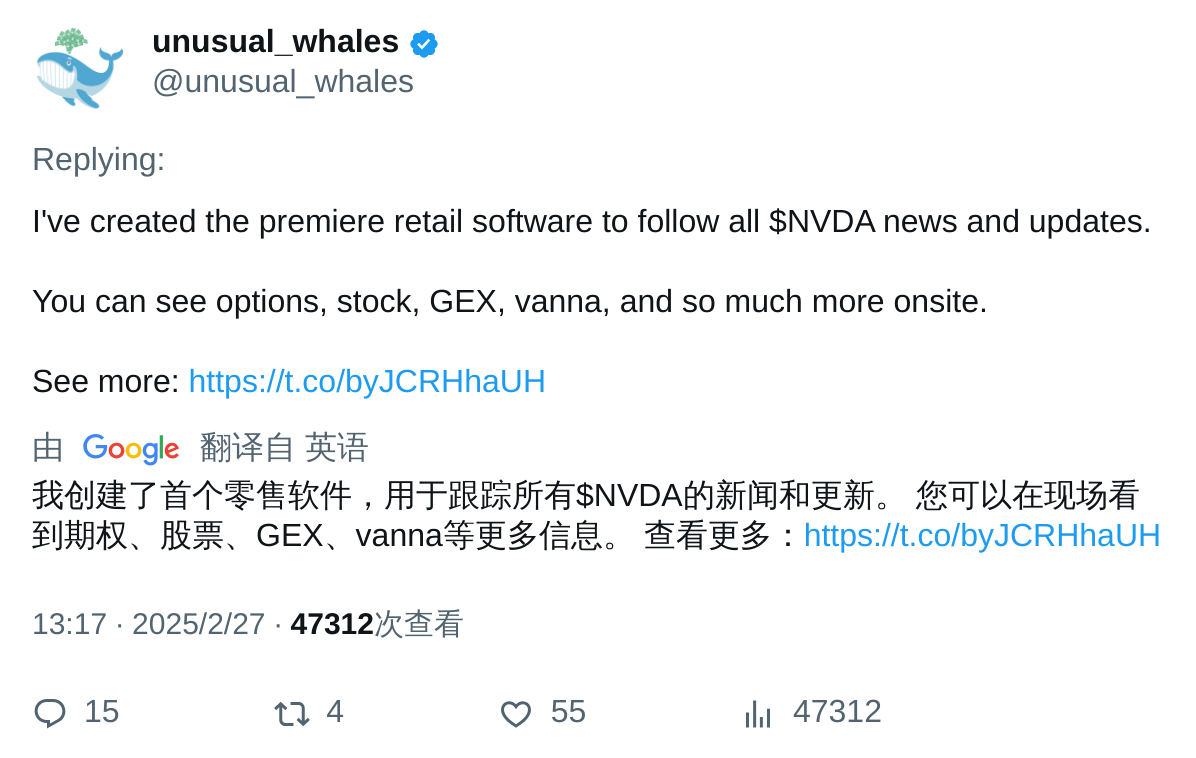 unusual_whales
@unusual_whales
Replying:
I've created the premiere retail software to follow all $NVDA news and updates.
You can see options, stock, GEX, vanna, and so much more onsite.
See more: https://t.co/byJCRHhaUH
由 Google 翻译自 英语
我创建了首个零售软件，用于跟踪所有$NVDA的新闻和更新。 您可以在现场看
到期权、股票、GEX、vanna等更多信息。 查看更多：https://t.co/byJCRHhaUH
13:17 · 2025/2/27 · 47312次查看
15 4 55 47312